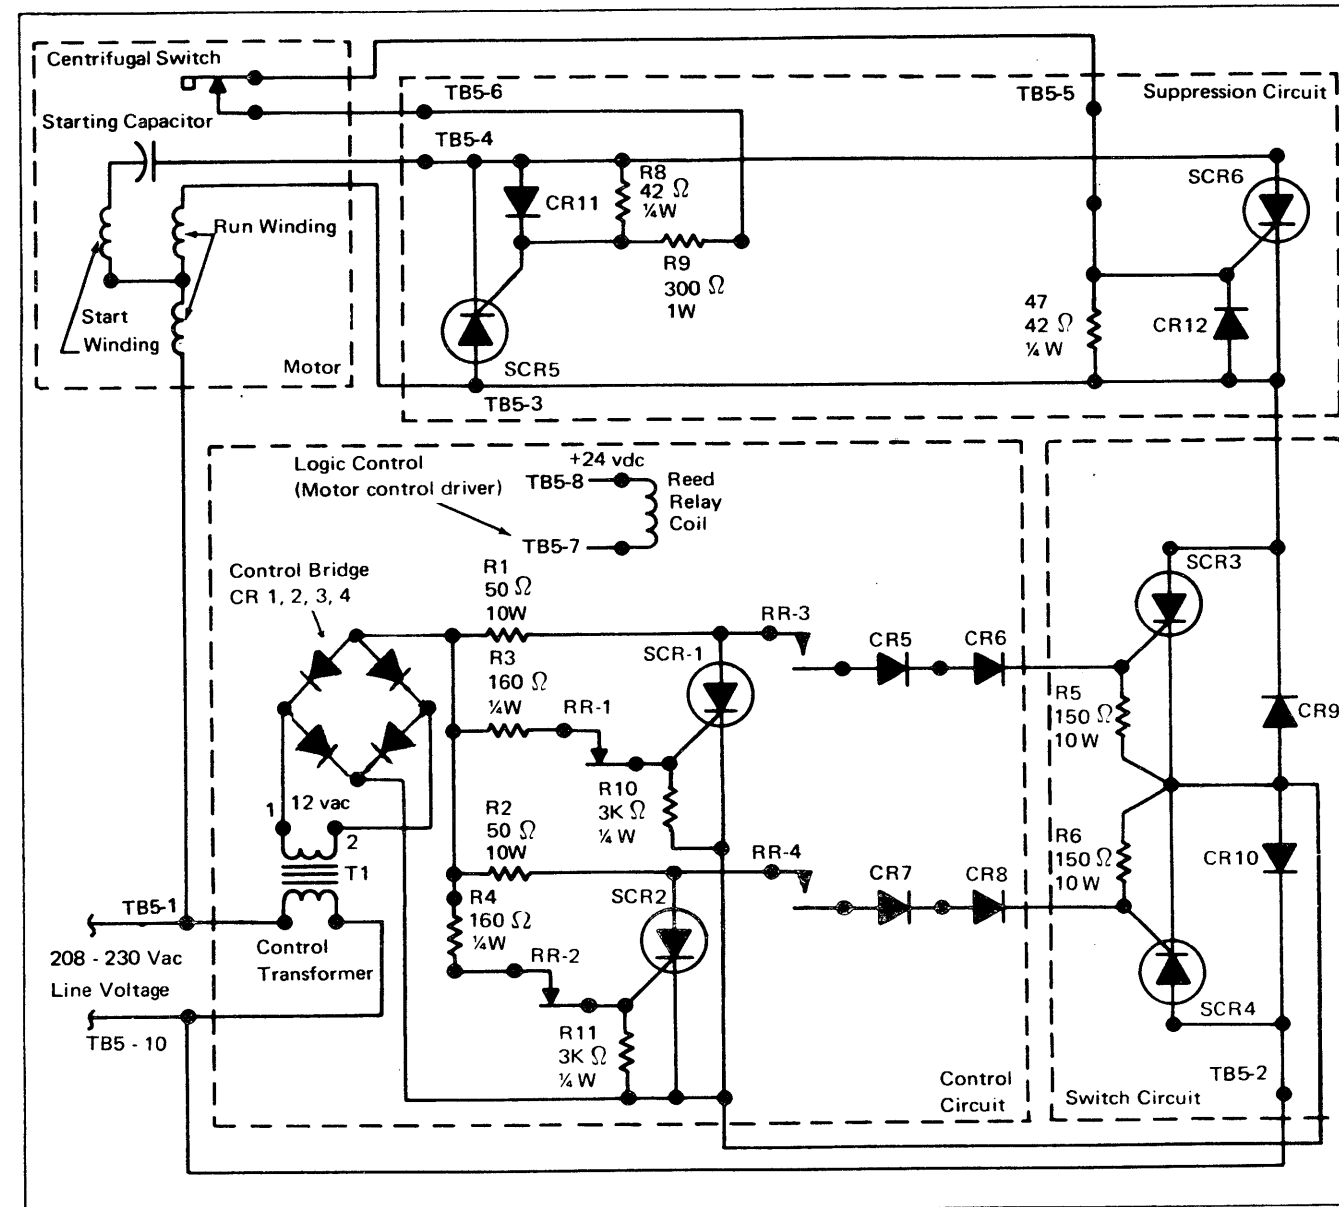 Centrifugal Switch
TB5-6
TB5-5
Suppression Circuit
Starting Capacitor
TB5-4
R8
42 Ω
¼W
CR11
SCR6
Run Winding
R9
300 Ω
1W
Start
Winding
47
42 Ω
¼ W
CR12
Motor
SCR5
TB5-3
Logic Control
(Motor control driver)
+24 vdc
TB5-8
Reed
Relay
Coil
TB5-7
Control Bridge
CR 1, 2, 3, 4
R1
50 Ω
10W
SCR3
RR-3
R3
160 Ω
¼W
SCR-1
CR5
CR6
RR-1
R5
150 Ω
10 W
CR9
R10
3K Ω
¼ W
1
12 vac
2
R2
50 Ω
10W
T1
RR-4
R6
150 Ω
10 W
CR10
SCR2
CR7
CR8
R4
160 Ω
¼W
TB5-1
Control
Transformer
208 - 230 Vac
Line Voltage
RR-2
SCR4
TB5 - 10
R11
3K Ω
¼ W
TB5-2
Control
Circuit
Switch Circuit